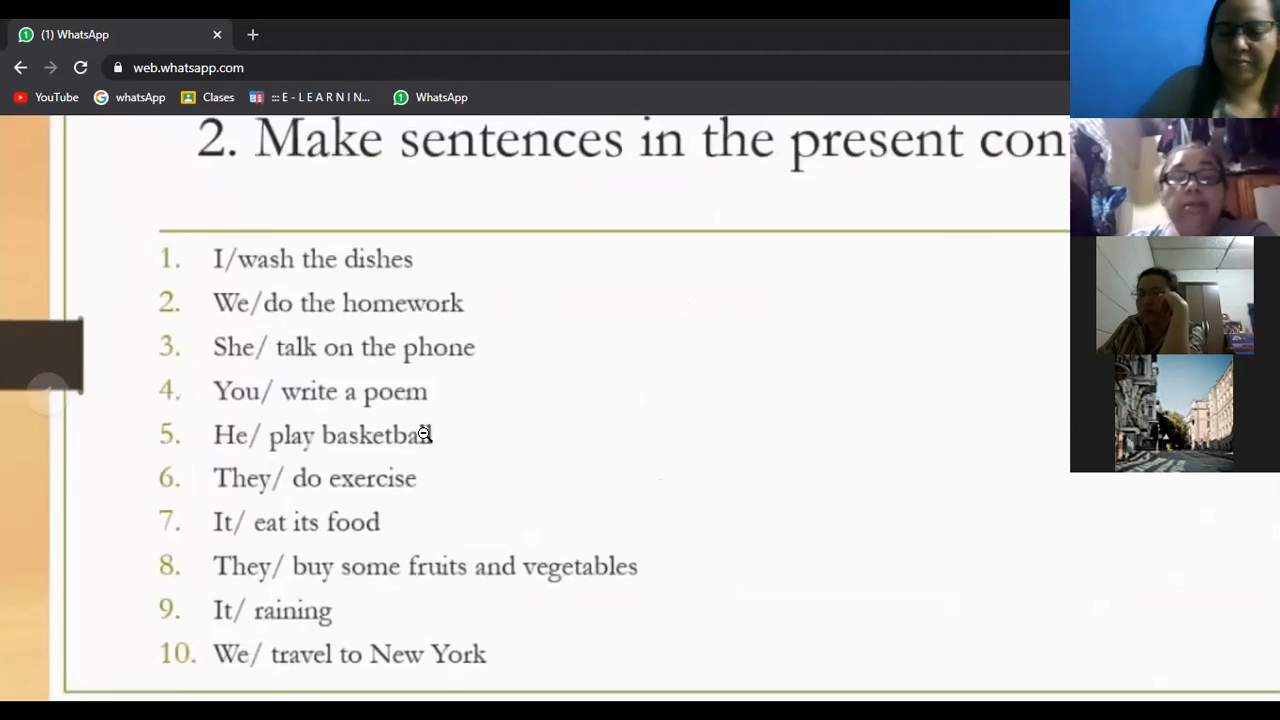 (1) WhatsApp
web.whatsapp.com
YouTube whatsApp Clases ::: E - L E A R N I N... WhatsApp
2. Make sentences in the present con
1. I/wash the dishes
2. We/do the homework
3. She/ talk on the phone
4. You/ write a poem
5. He/ play basketball
6. They/ do exercise
7. It/ eat its food
8. They/ buy some fruits and vegetables
9. It/ raining
10. We/ travel to New York